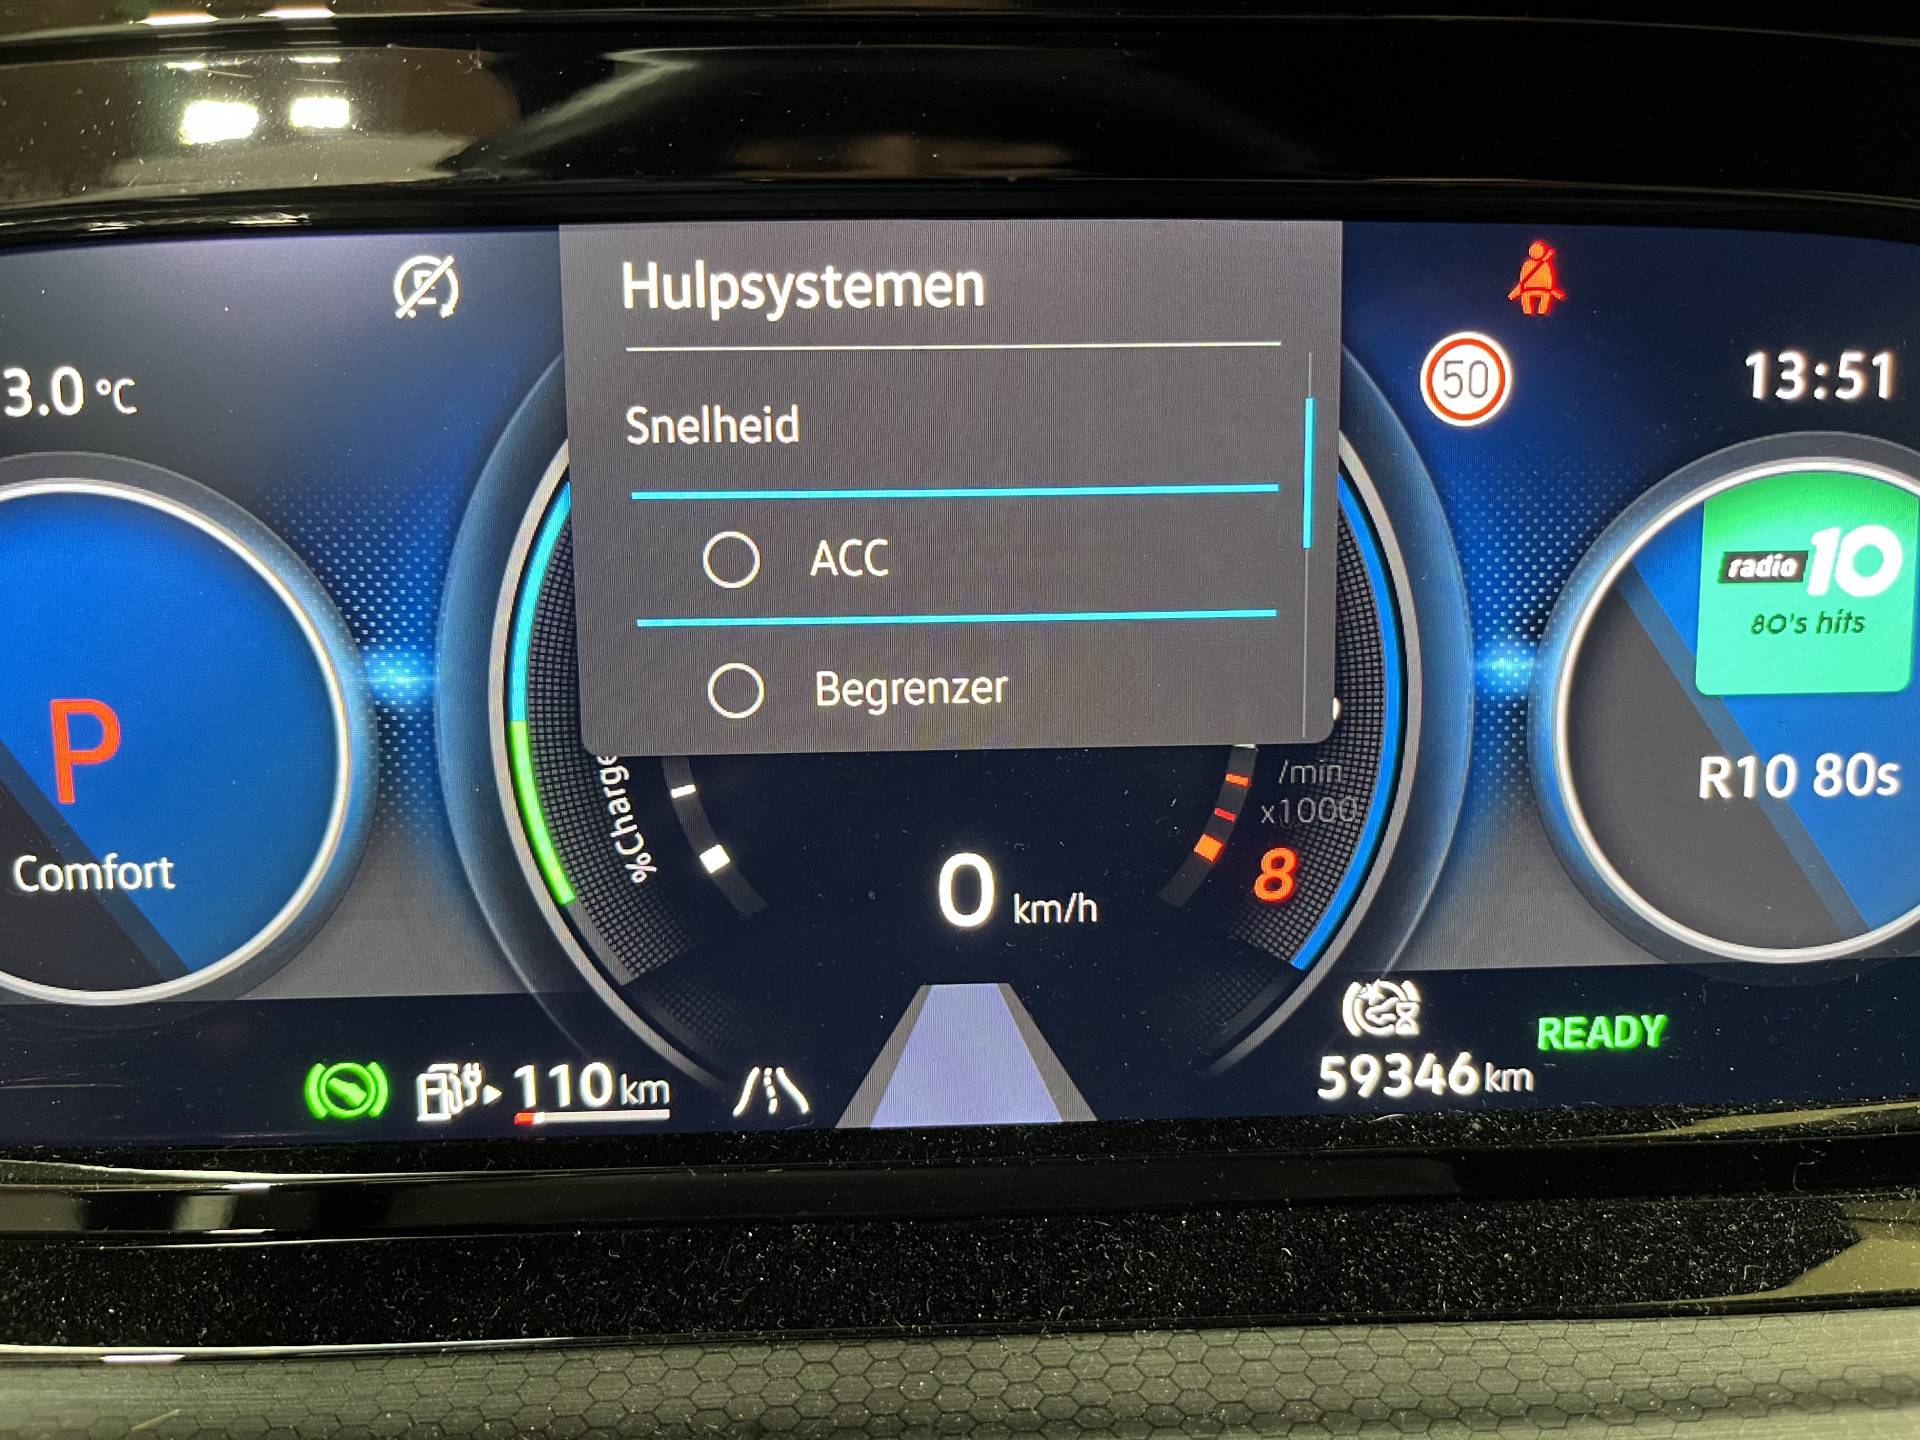 Hulpsystemen
Snelheid
ACC
Begrenzer
3.0 °C
50
13:51
radio 10
80's hits
R10 80s
P
Comfort
%Charge
/min
x1000
8
0 km/h
110 km
59346 km
READY